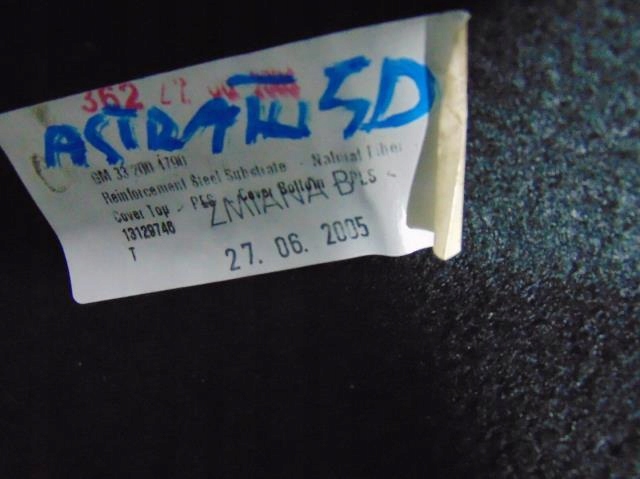 362
ASTRA III 5D
GM 33 200 1700
Reinforcement Steel Substrate - Natural Fiber
Cover Top - PES - Cover Bottom - PES -
ZMIANA B
13129746
T
27. 06. 2005